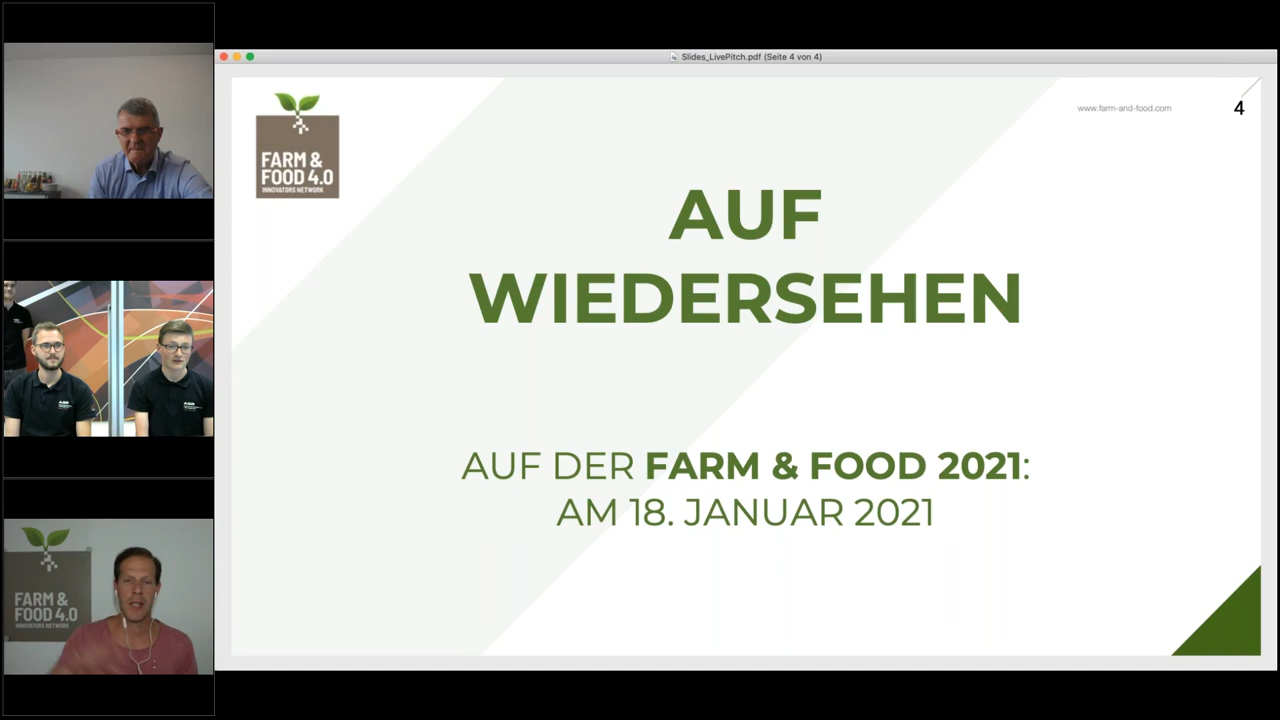 Slides_LivePitch.pdf (Seite 4 von 4)
FARM &
FOOD 4.0
INNOVATORS NETWORK
www.farm-and-food.com
4
AUF
WIEDERSEHEN
AUF DER FARM & FOOD 2021:
AM 18. JANUAR 2021
FARM &
FOOD 4.0
INNOVATORS NETWORK